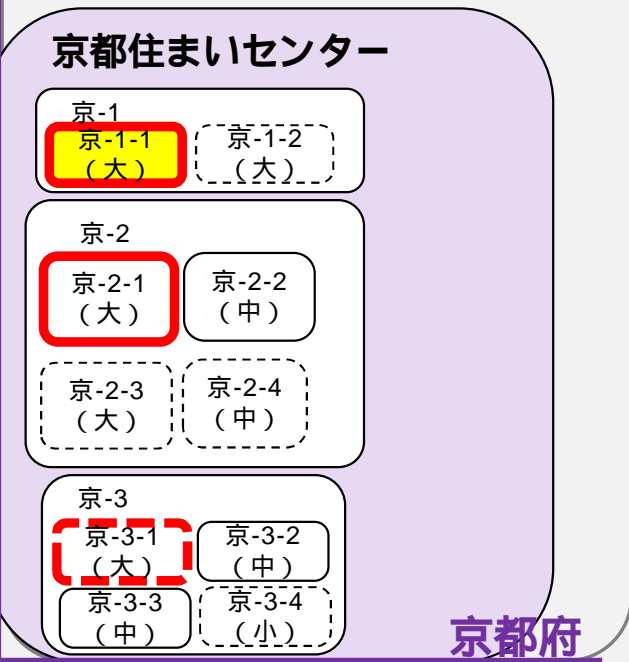 京都住まいセンター
京-1
京-1-1
（大）
京-1-2
（大）
京-2
京-2-1
（大）
京-2-2
（中）
京-2-3
（大）
京-2-4
（中）
京-3
京-3-1
（大）
京-3-2
（中）
京-3-3
（中）
京-3-4
（小）
京都府